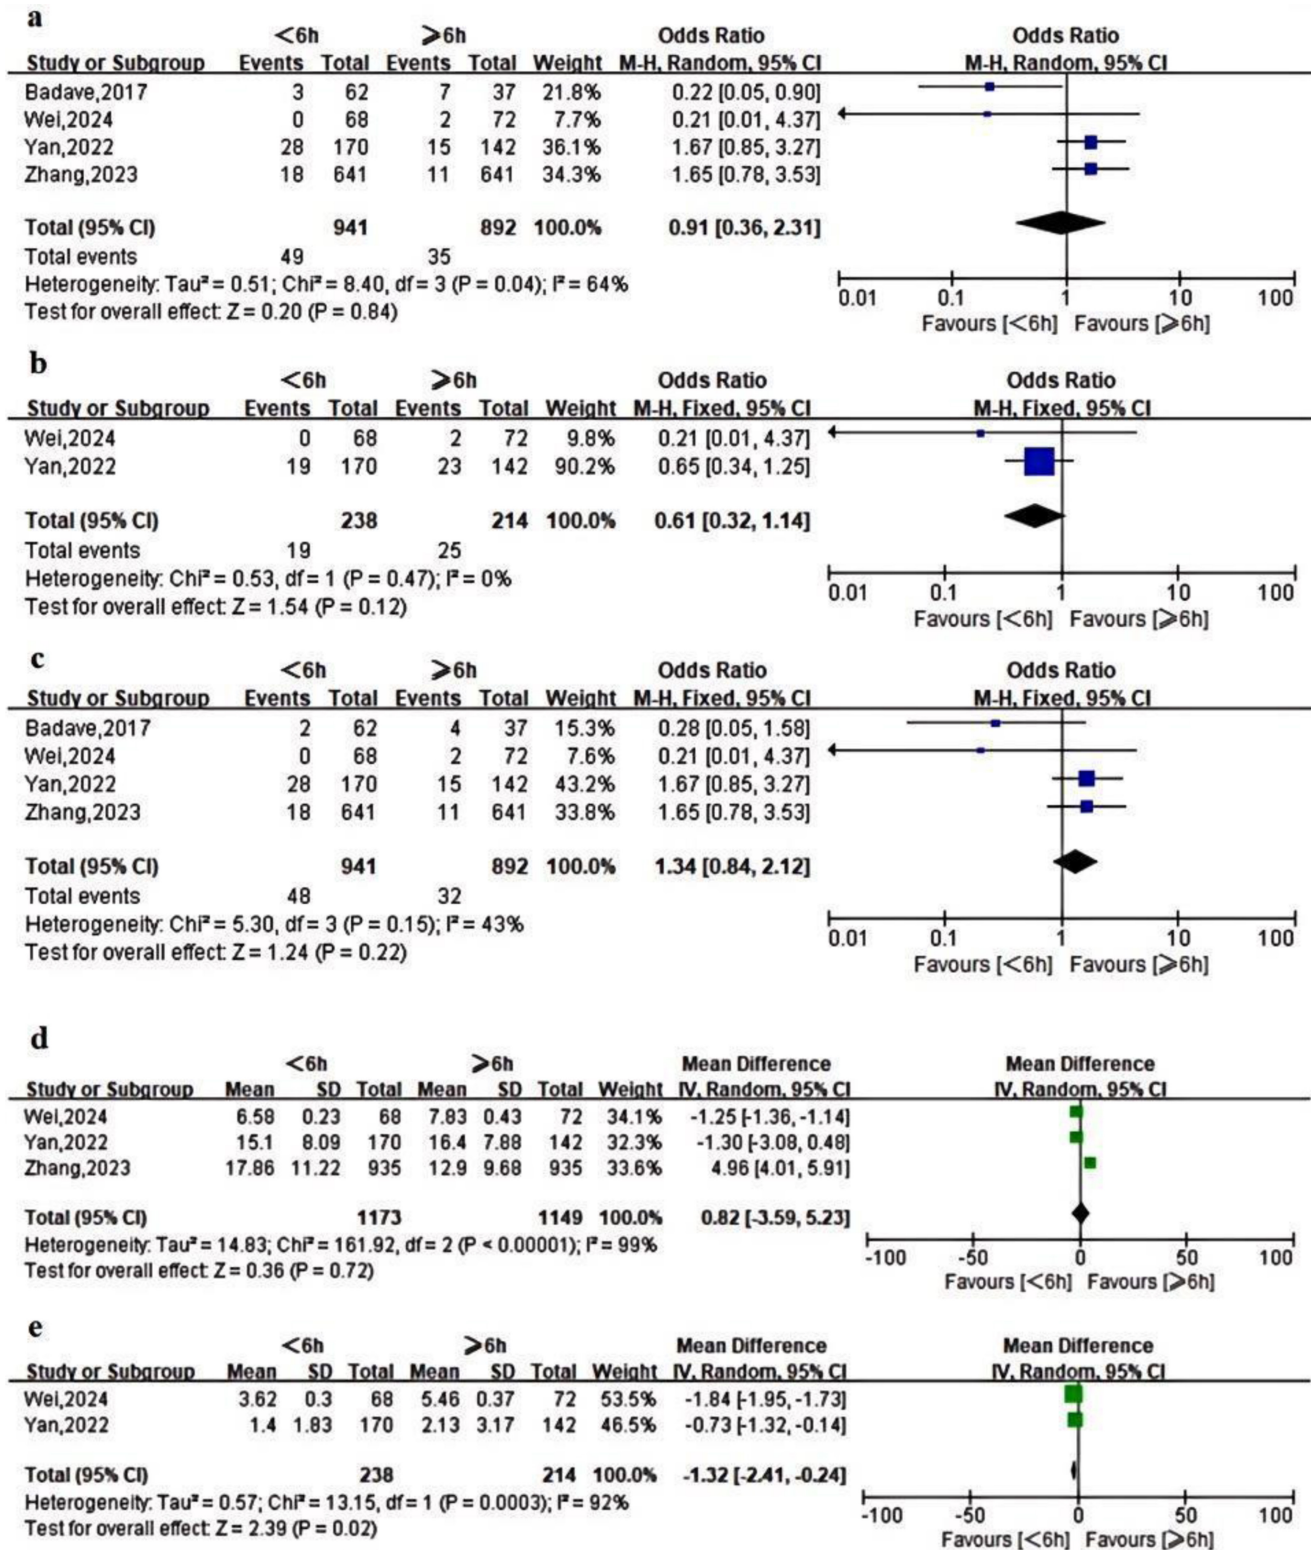 a
<6h ⩾6h Odds Ratio Odds Ratio
Study or Subgroup Events Total Events Total Weight M-H, Random, 95% CI M-H, Random, 95% CI
Badave,2017 3 62 7 37 21.8% 0.22 [0.05, 0.90]
Wei,2024 0 68 2 72 7.7% 0.21 [0.01, 4.37]
Yan,2022 28 170 15 142 36.1% 1.67 [0.85, 3.27]
Zhang,2023 18 641 11 641 34.3% 1.65 [0.78, 3.53]
Total (95% CI) 941 892 100.0% 0.91 [0.36, 2.31]
Total events 49 35
Heterogeneity: Tau² = 0.51; Chi² = 8.40, df = 3 (P = 0.04); I² = 64%
Test for overall effect: Z = 0.20 (P = 0.84)
0.01 0.1 1 10 100
Favours [<6h] Favours [⩾6h]
b
<6h ⩾6h Odds Ratio Odds Ratio
Study or Subgroup Events Total Events Total Weight M-H, Fixed, 95% CI M-H, Fixed, 95% CI
Wei,2024 0 68 2 72 9.8% 0.21 [0.01, 4.37]
Yan,2022 19 170 23 142 90.2% 0.65 [0.34, 1.25]
Total (95% CI) 238 214 100.0% 0.61 [0.32, 1.14]
Total events 19 25
Heterogeneity: Chi² = 0.53, df = 1 (P = 0.47); I² = 0%
Test for overall effect: Z = 1.54 (P = 0.12)
0.01 0.1 1 10 100
Favours [<6h] Favours [⩾6h]
c
<6h ⩾6h Odds Ratio Odds Ratio
Study or Subgroup Events Total Events Total Weight M-H, Fixed, 95% CI M-H, Fixed, 95% CI
Badave,2017 2 62 4 37 15.3% 0.28 [0.05, 1.58]
Wei,2024 0 68 2 72 7.6% 0.21 [0.01, 4.37]
Yan,2022 28 170 15 142 43.2% 1.67 [0.85, 3.27]
Zhang,2023 18 641 11 641 33.8% 1.65 [0.78, 3.53]
Total (95% CI) 941 892 100.0% 1.34 [0.84, 2.12]
Total events 48 32
Heterogeneity: Chi² = 5.30, df = 3 (P = 0.15); I² = 43%
Test for overall effect: Z = 1.24 (P = 0.22)
0.01 0.1 1 10 100
Favours [<6h] Favours [⩾6h]
d
<6h ⩾6h Mean Difference Mean Difference
Study or Subgroup Mean SD Total Mean SD Total Weight IV, Random, 95% CI IV, Random, 95% CI
Wei,2024 6.58 0.23 68 7.83 0.43 72 34.1% -1.25 [-1.36, -1.14]
Yan,2022 15.1 8.09 170 16.4 7.88 142 32.3% -1.30 [-3.08, 0.48]
Zhang,2023 17.86 11.22 935 12.9 9.68 935 33.6% 4.96 [4.01, 5.91]
Total (95% CI) 1173 1149 100.0% 0.82 [-3.59, 5.23]
Heterogeneity: Tau² = 14.83; Chi² = 161.92, df = 2 (P < 0.00001); I² = 99%
Test for overall effect: Z = 0.36 (P = 0.72)
-100 -50 0 50 100
Favours [<6h] Favours [⩾6h]
e
<6h ⩾6h Mean Difference Mean Difference
Study or Subgroup Mean SD Total Mean SD Total Weight IV, Random, 95% CI IV, Random, 95% CI
Wei,2024 3.62 0.3 68 5.46 0.37 72 53.5% -1.84 [-1.95, -1.73]
Yan,2022 1.4 1.83 170 2.13 3.17 142 46.5% -0.73 [-1.32, -0.14]
Total (95% CI) 238 214 100.0% -1.32 [-2.41, -0.24]
Heterogeneity: Tau² = 0.57; Chi² = 13.15, df = 1 (P = 0.0003); I² = 92%
Test for overall effect: Z = 2.39 (P = 0.02)
-100 -50 0 50 100
Favours [<6h] Favours [⩾6h]